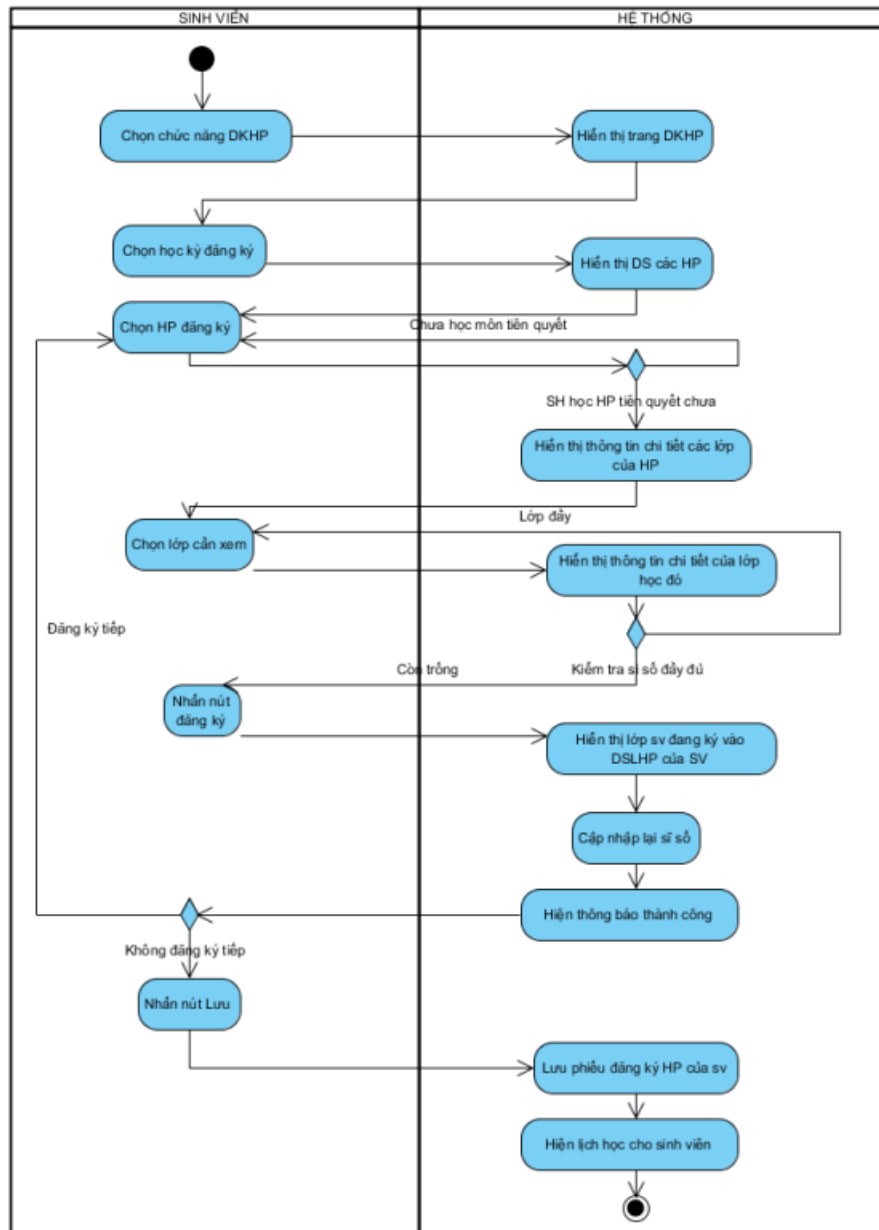 SINH VIÊN
HỆ THỐNG
Chọn chức năng DKHP
Hiển thị trang DKHP
Chọn học kỳ đăng ký
Hiển thị DS các HP
Chọn HP đăng ký
Chưa học môn tiên quyết
SH học HP tiên quyết chưa
Hiển thị thông tin chi tiết các lớp
của HP
Lớp đầy
Chọn lớp cần xem
Hiển thị thông tin chi tiết của lớp
học đó
Đăng ký tiếp
Còn trống
Kiểm tra sĩ số đầy đủ
Nhấn nút
đăng ký
Hiển thị lớp sv đang ký vào
DSLHP của SV
Cập nhập lại sĩ số
Hiện thông báo thành công
Không đăng ký tiếp
Nhấn nút Lưu
Lưu phiếu đăng ký HP của sv
Hiện lịch học cho sinh viên